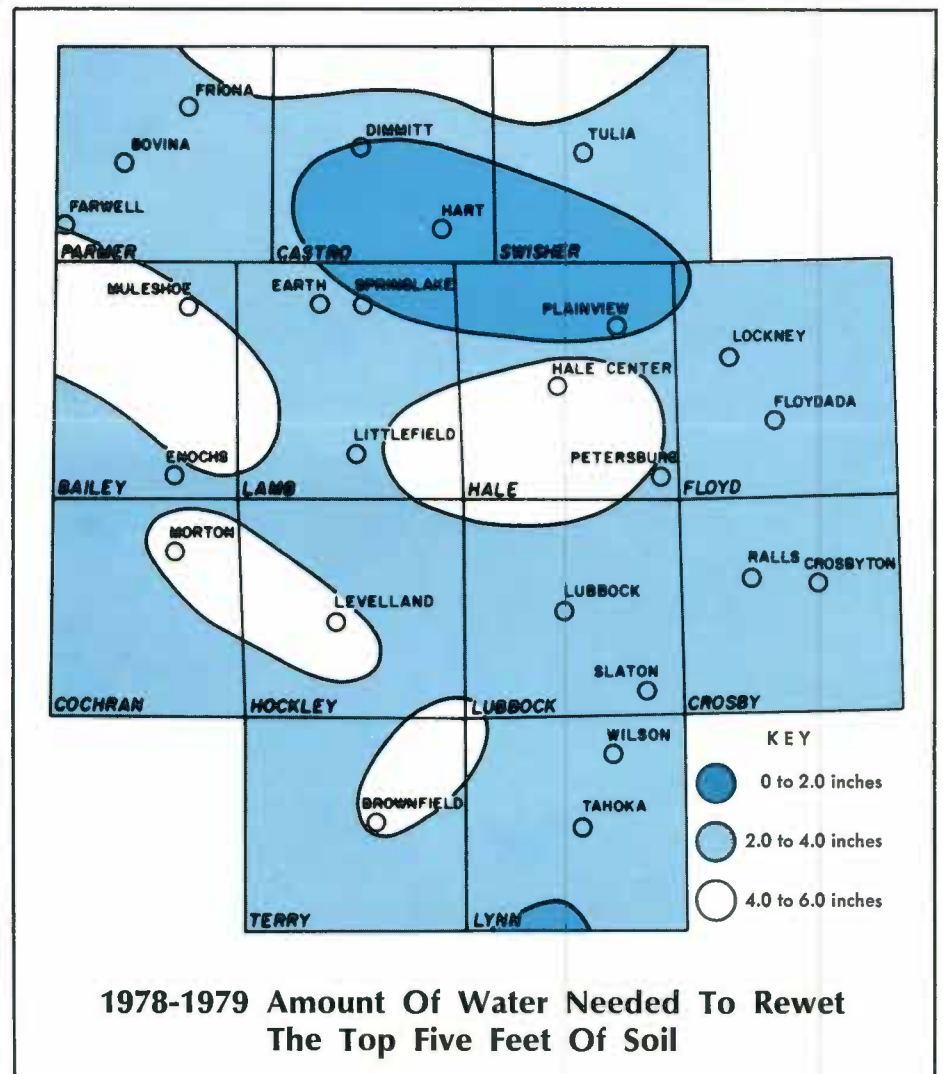 FRIONA
DIMMITT
TULIA
BOVINA
FARWELL
HART
PARMER
CASTRO
SWISHER
MULESHOE
EARTH
SPRINGLAKE
PLAINVIEW
LOCKNEY
HALE CENTER
FLOYDADA
LITTLEFIELD
ENOCHS
PETERSBURG
BAILEY
LAMB
HALE
FLOYD
MORTON
RALLS
CROSBYTON
LEVELLAND
LUBBOCK
SLATON
COCHRAN
HOCKLEY
LUBBOCK
CROSBY
WILSON
BROWNFIELD
TAHOKA
TERRY
LYNN
KEY
0 to 2.0 inches
2.0 to 4.0 inches
4.0 to 6.0 inches
1978-1979 Amount Of Water Needed To Rewet
The Top Five Feet Of Soil